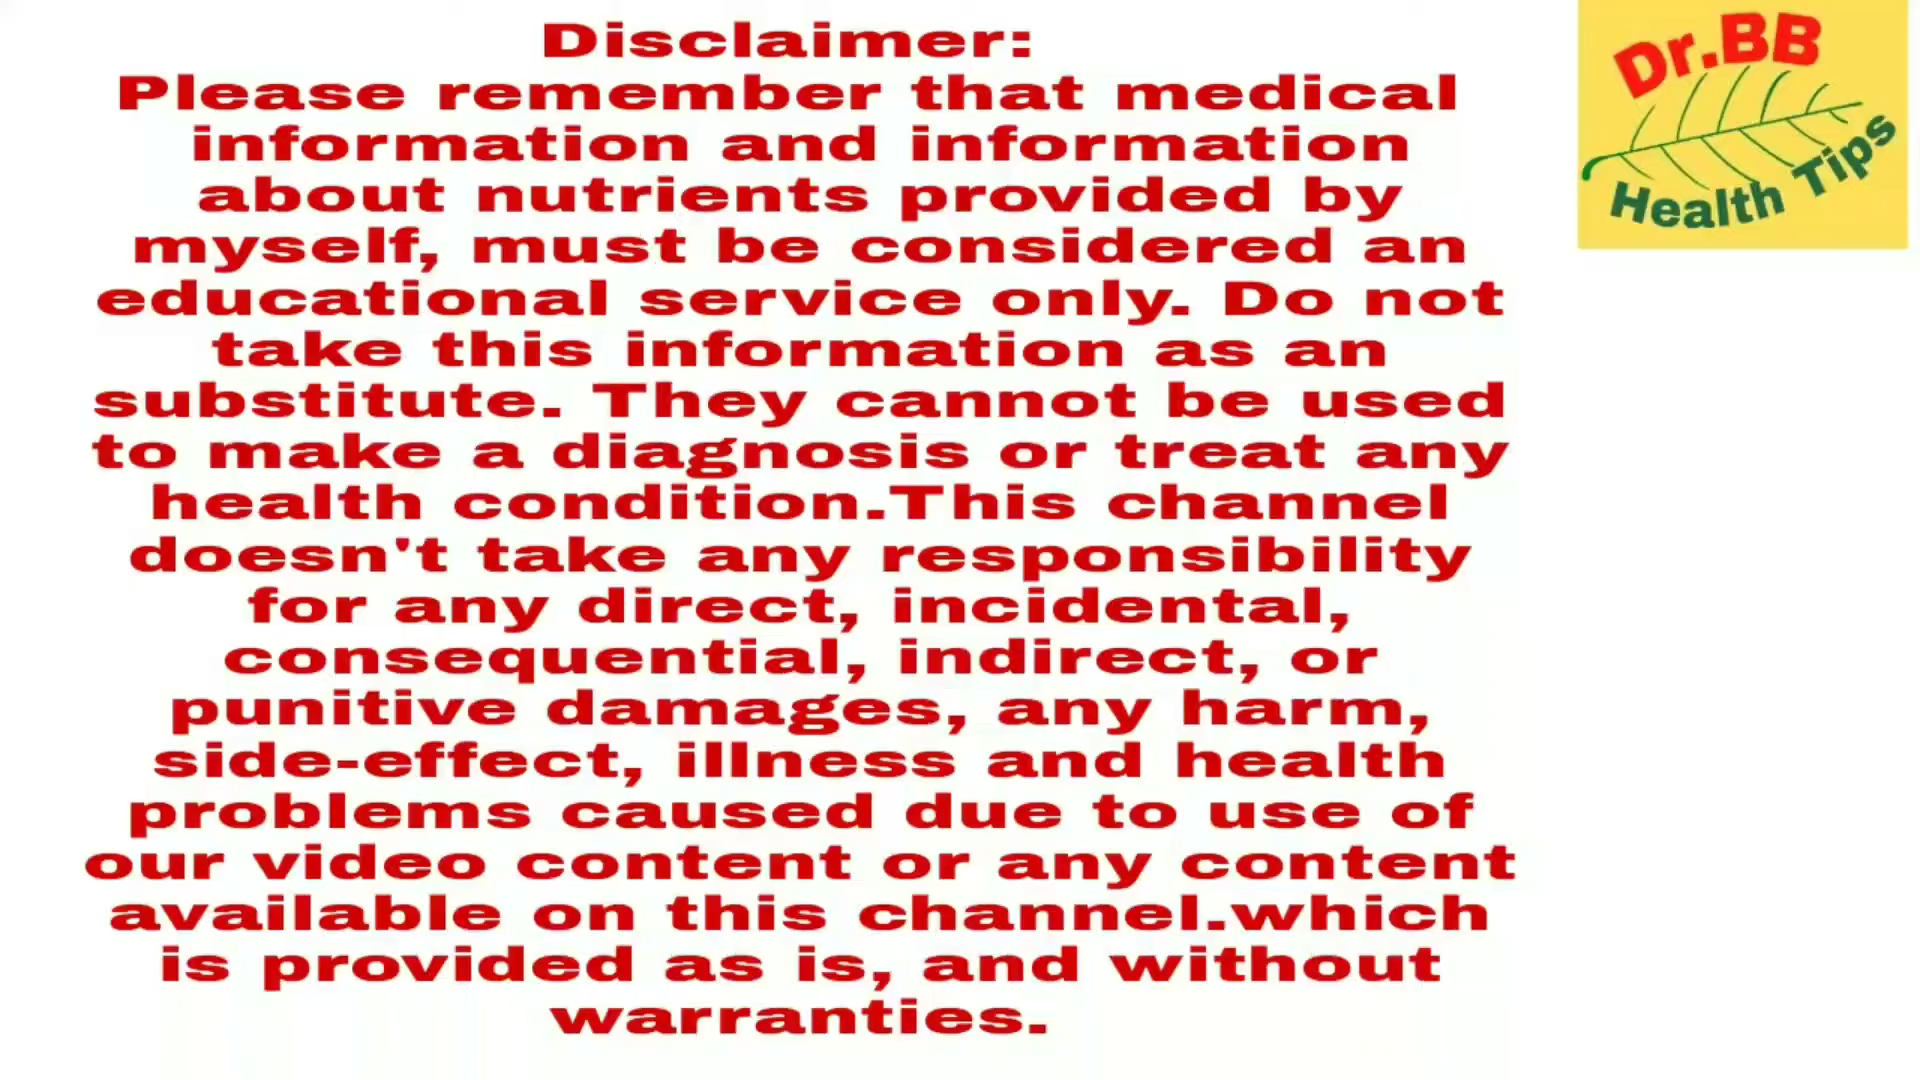 Disclaimer:
Please remember that medical
information and information
about nutrients provided by
myself, must be considered an
educational service only. Do not
take this information as an
substitute. They cannot be used
to make a diagnosis or treat any
health condition.This channel
doesn't take any responsibility
for any direct, incidental,
consequential, indirect, or
punitive damages, any harm,
side-effect, illness and health
problems caused due to use of
our video content or any content
available on this channel.which
is provided as is, and without
warranties.
Dr.BB
Health Tips